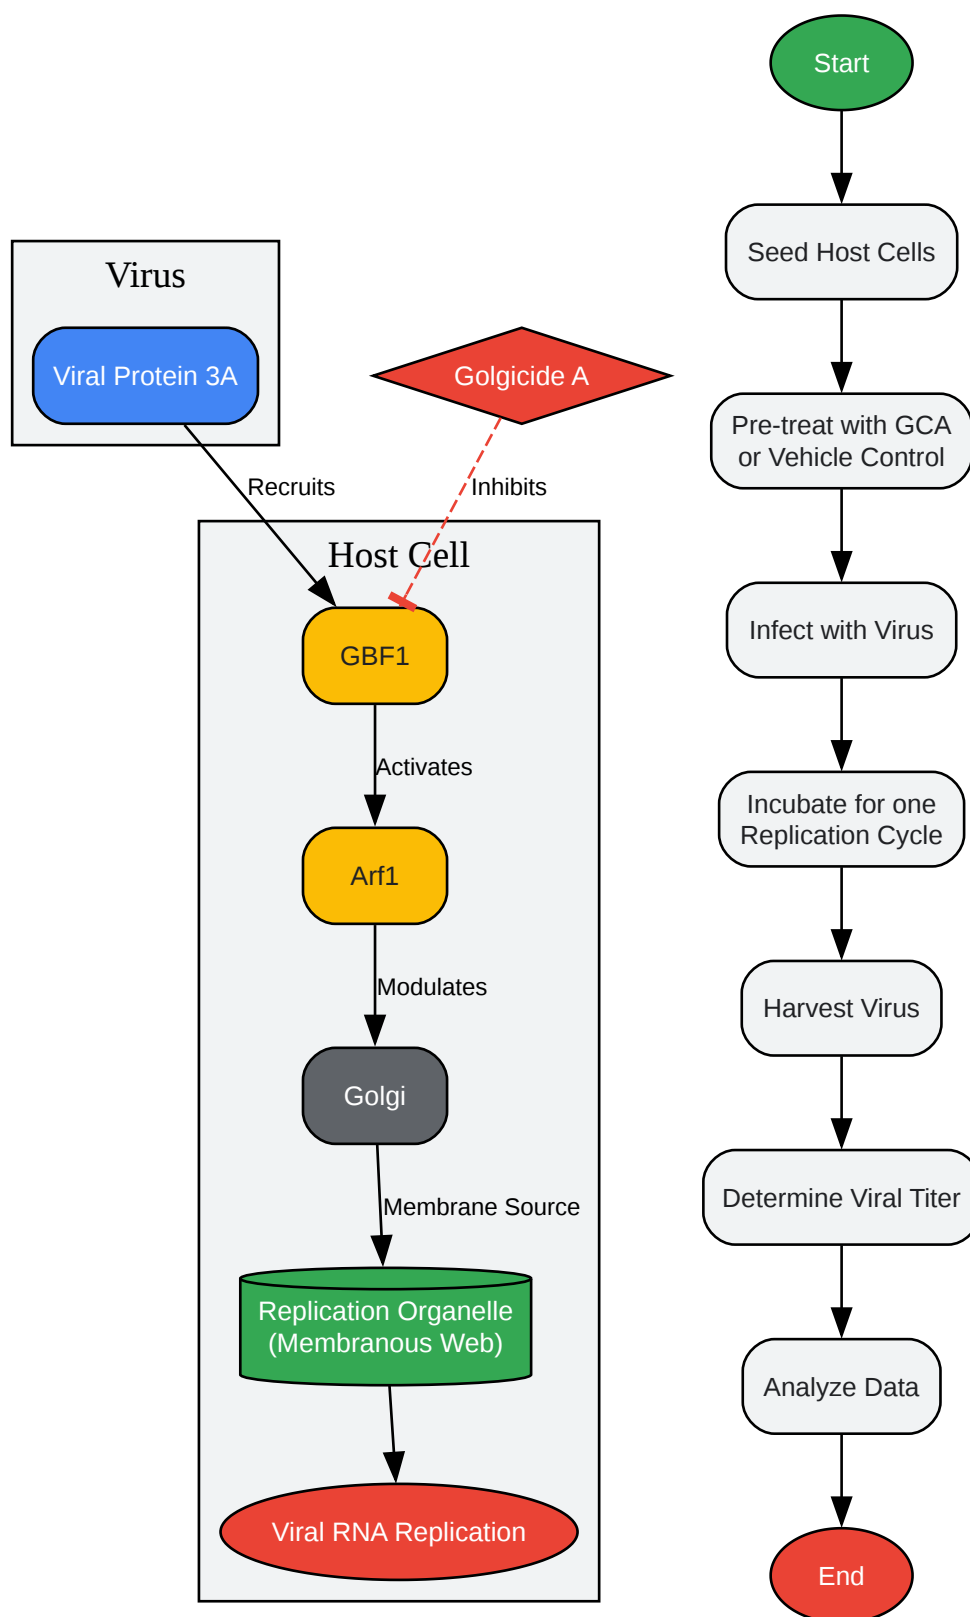 Virus
Viral Protein 3A
Golgicide A
Recruits
Inhibits
Host Cell
GBF1
Activates
Arf1
Modulates
Golgi
Membrane Source
Replication Organelle
(Membranous Web)
Viral RNA Replication
Start
Seed Host Cells
Pre-treat with GCA
or Vehicle Control
Infect with Virus
Incubate for one
Replication Cycle
Harvest Virus
Determine Viral Titer
Analyze Data
End